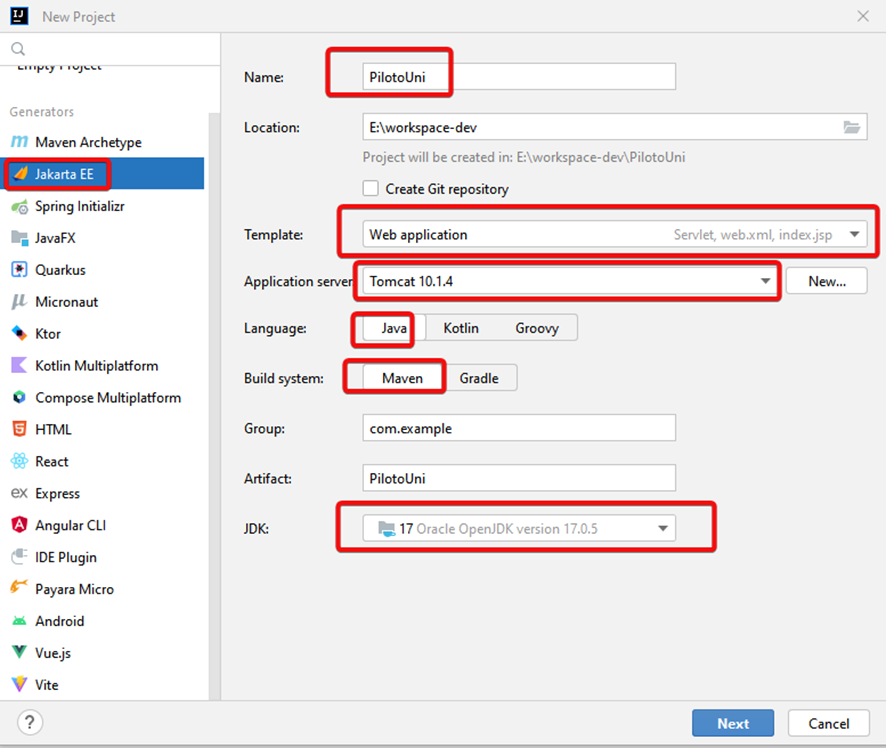 New Project
Empty Project
Generators
Maven Archetype
Jakarta EE
Spring Initializr
JavaFX
Quarkus
Micronaut
Ktor
Kotlin Multiplatform
Compose Multiplatform
HTML
React
ex Express
Angular CLI
IDE Plugin
Payara Micro
Android
Vue.js
Vite
Name: PilotoUni
Location: E:\workspace-dev
Project will be created in: E:\workspace-dev\PilotoUni
Create Git repository
Template: Web application Servlet, web.xml, index.jsp
Application server Tomcat 10.1.4 New...
Language: Java Kotlin Groovy
Build system: Maven Gradle
Group: com.example
Artifact: PilotoUni
JDK: 17 Oracle OpenJDK version 17.0.5
? Next Cancel